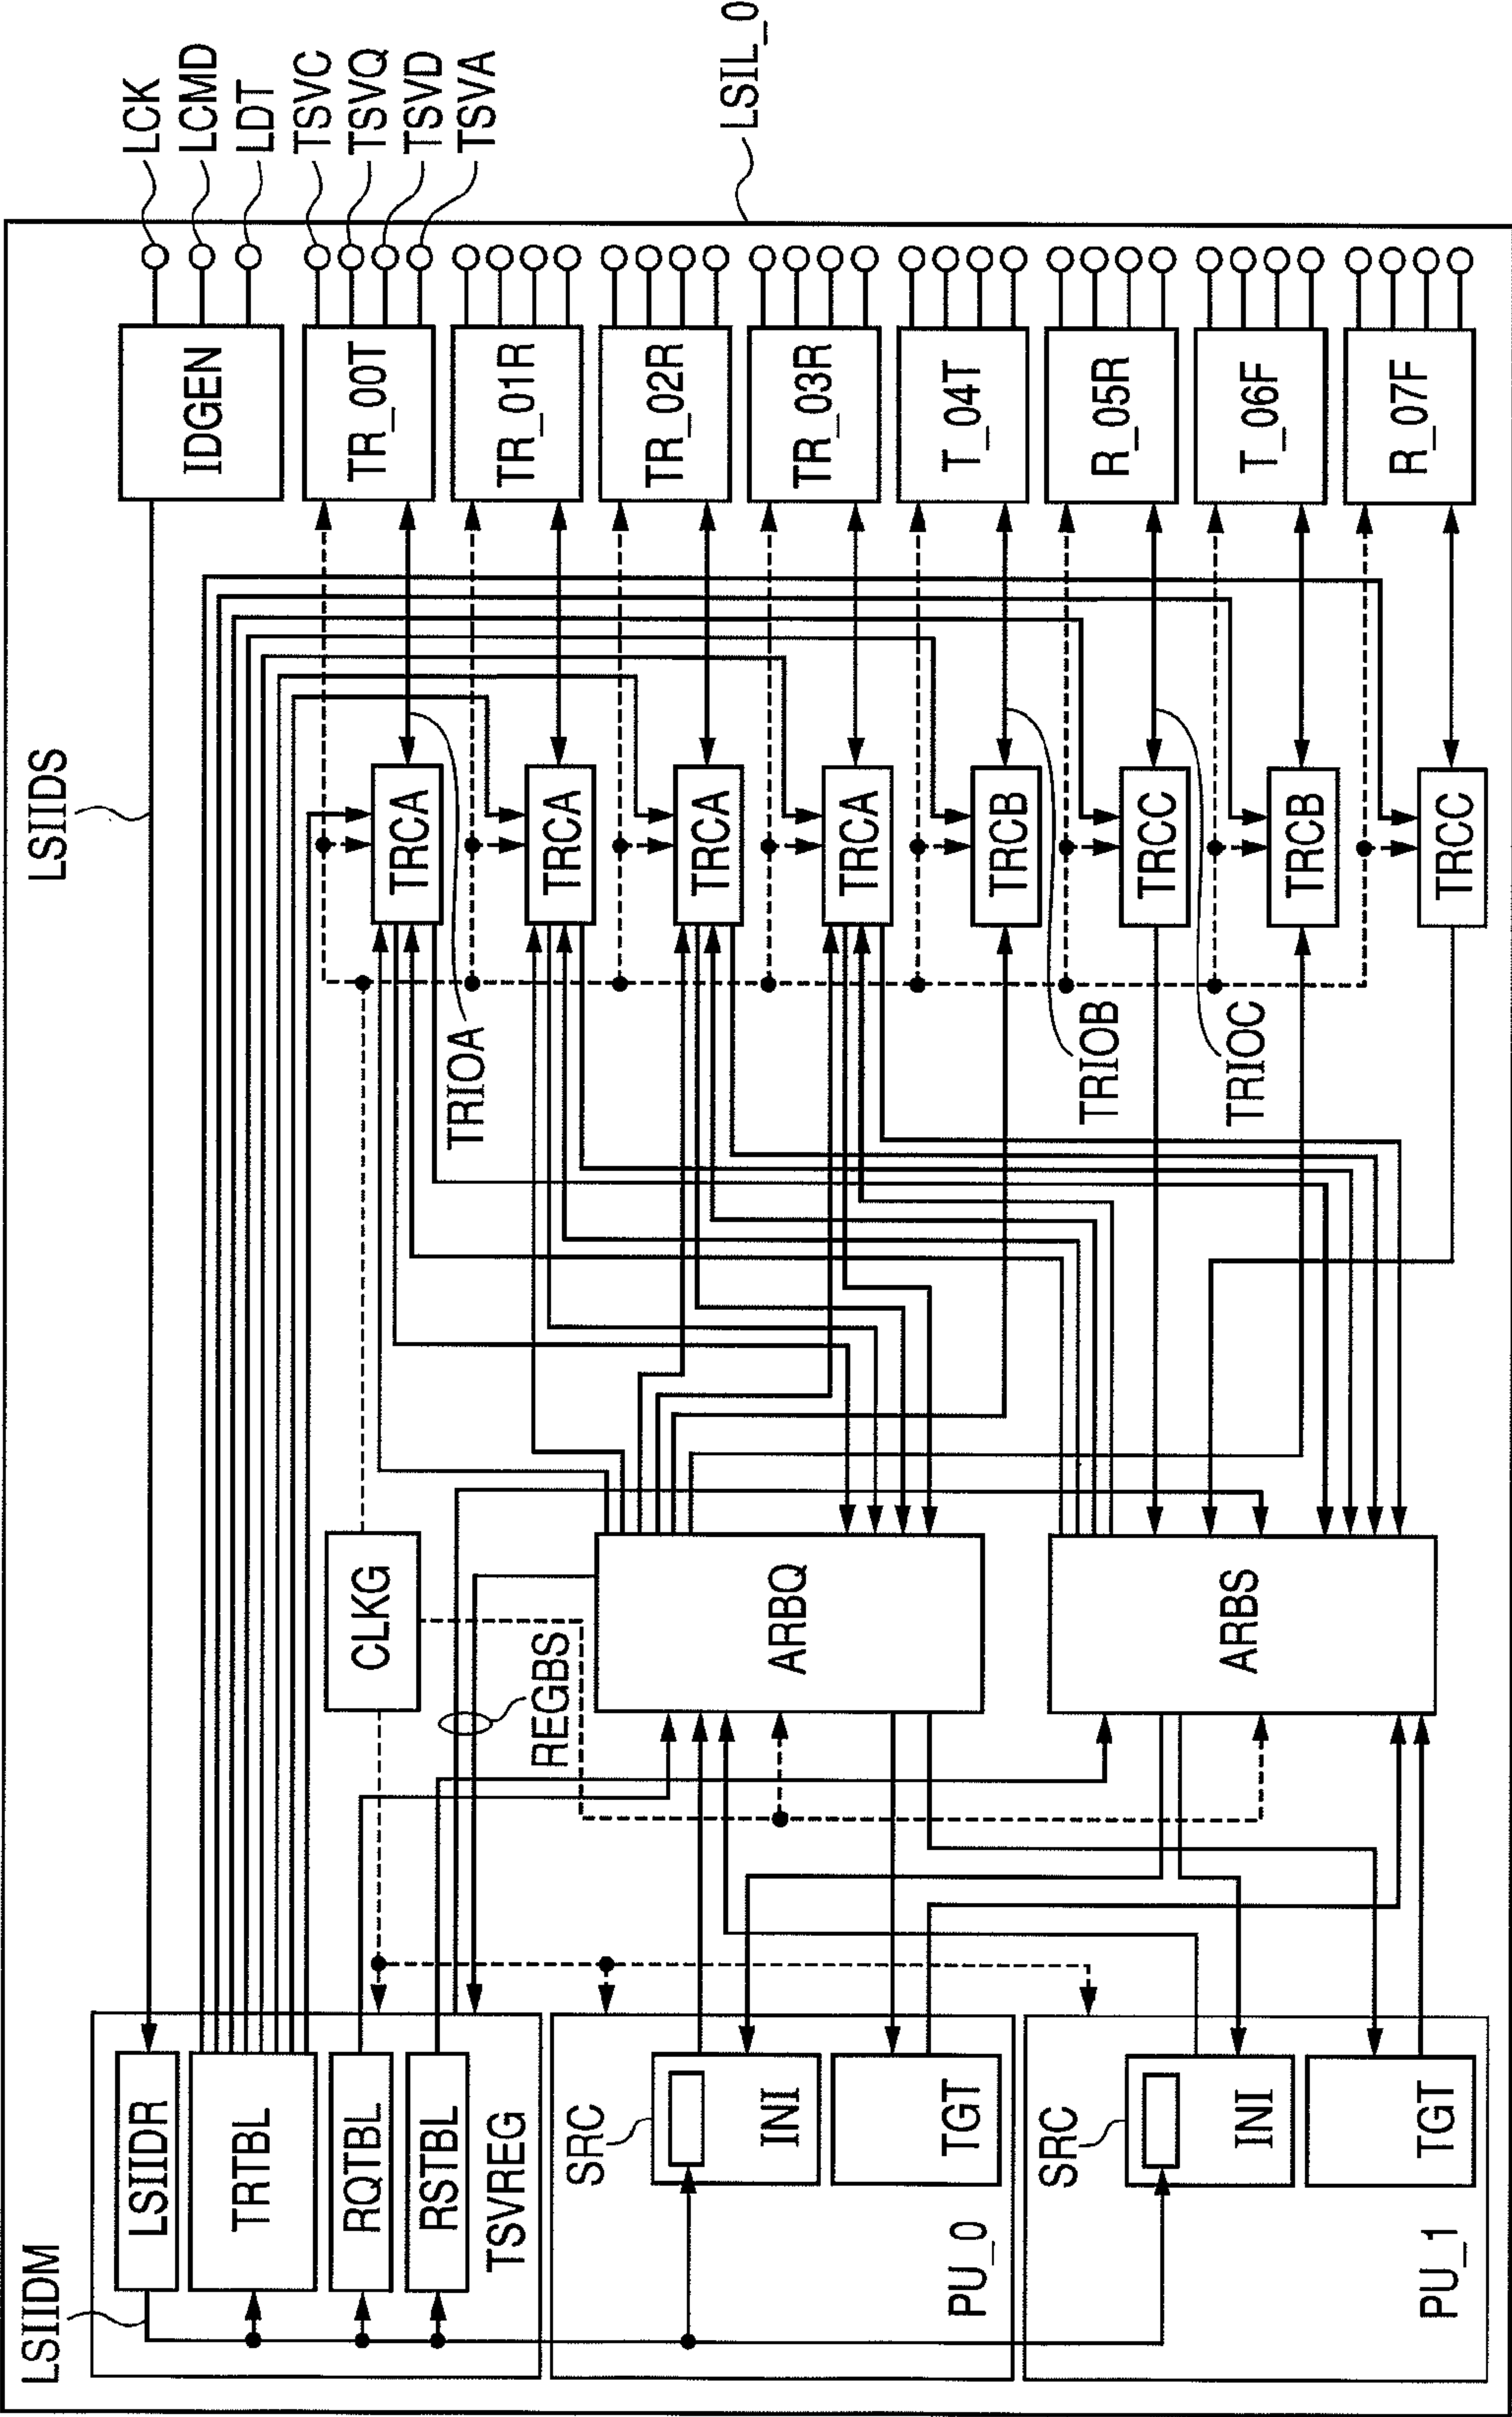 LCK
LCMD
LDT
TSVC
TSVQ
TSVD
TSVA
LSIL_0
IDGEN
TR_00T
TR_01R
TR_02R
TR_03R
T_04T
R_05R
T_06F
R_07F
LSIIDS
TRCA
TRCA
TRCA
TRCA
TRCB
TRCC
TRCB
TRCC
TRIOA
TRIOB
TRIOC
CLKG
REGBS
ARBQ
ARBS
LSIIDM
LSIIDR
TRTBL
RQTBL
RSTBL
TSVREG
SRC
INI
TGT
PU_0
SRC
INI
TGT
PU_1